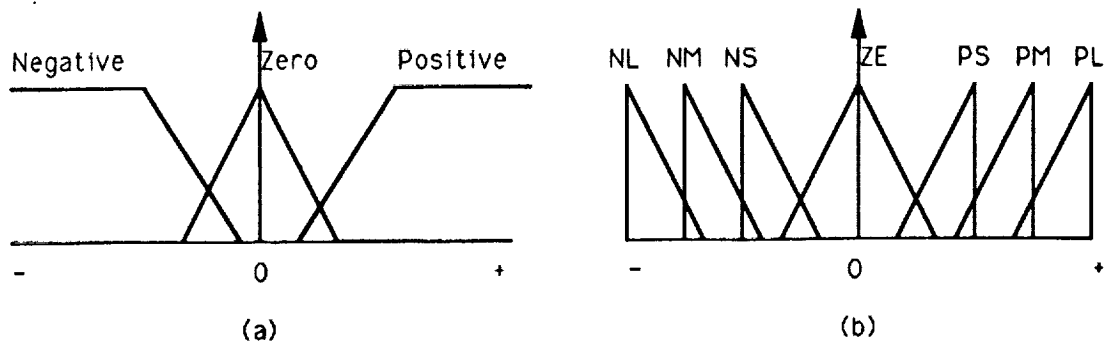 Negative Zero Positive
- 0 +
(a)
NL NM NS ZE PS PM PL
- 0 +
(b)